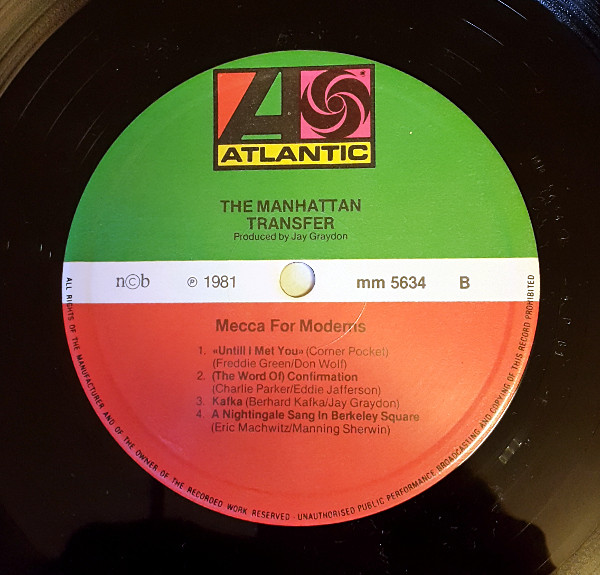 ATLANTIC
THE MANHATTAN
TRANSFER
Produced by Jay Graydon
n©b ℗ 1981 mm 5634 B
Mecca For Moderns
1. «Untill I Met You» (Corner Pocket)
(Freddie Green/Don Wolf)
2. (The Word Of) Confirmation
(Charlie Parker/Eddie Jafferson)
3. Kafka (Berhard Kafka/Jay Graydon)
4. A Nightingale Sang In Berkeley Square
(Eric Machwitz/Manning Sherwin)
ALL RIGHTS OF THE MANUFACTURER AND OF THE OWNER OF THE RECORDED WORK RESERVED - UNAUTHORISED PUBLIC PERFORMANCE BROADCASTING AND COPYING OF THIS RECORD PROHIBITED